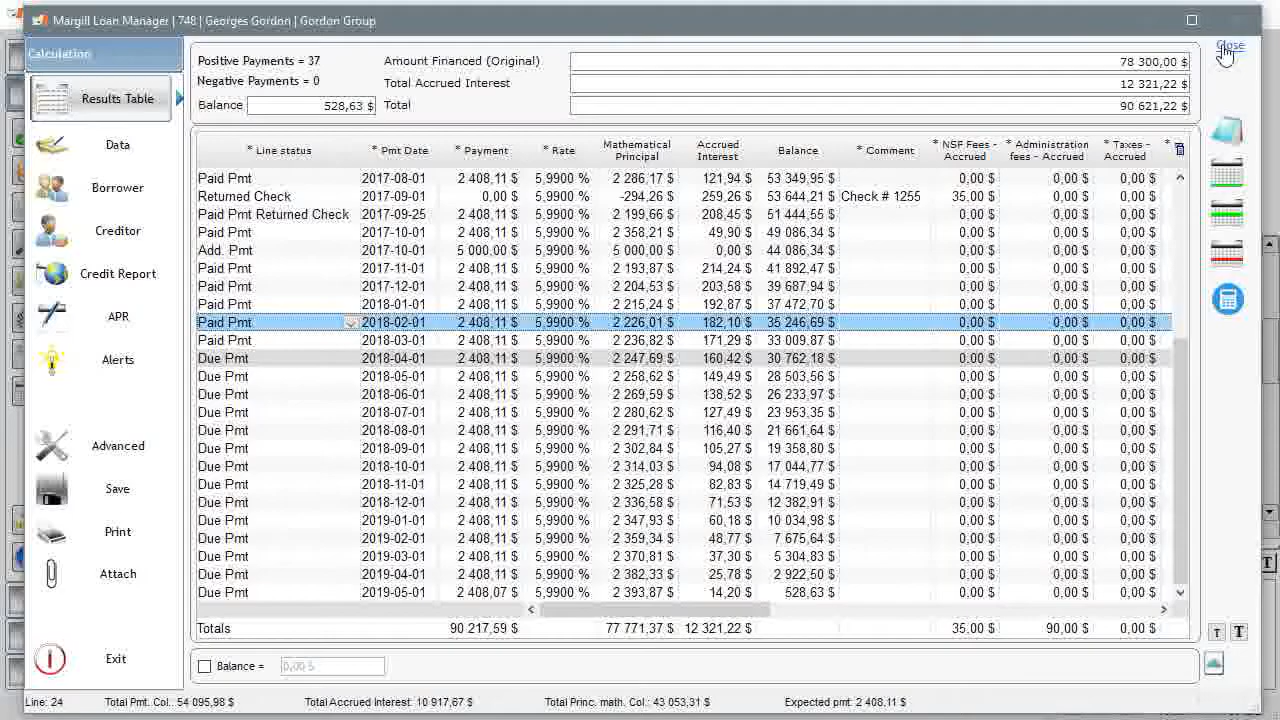 Margill Loan Manager | 748 | Georges Gordon | Gordon Group
Calculation
Close
Positive Payments = 37 Amount Financed (Original) 78 300,00 $
Negative Payments = 0 Total Accrued Interest 12 321,22 $
Balance 528,63 $ Total 90 621,22 $
Results Table
Data
Borrower
Creditor
Credit Report
APR
Alerts
Advanced
Save
Print
Attach
Exit
* Line status * Pmt Date * Payment * Rate Mathematical Principal Accrued Interest Balance * Comment * NSF Fees - Accrued * Administration fees - Accrued * Taxes - Accrued *
Paid Pmt 2017-08-01 2 408,11 $ 5,9900 % 2 286,17 $ 121,94 $ 53 349,95 $ 0,00 $ 0,00 $ 0,00 $
Returned Check 2017-09-01 0,00 $ 5,9900 % -294,26 $ 259,26 $ 53 644,21 $ Check # 1255 35,00 $ 0,00 $ 0,00 $
Paid Pmt Returned Check 2017-09-25 2 408,11 $ 5,9900 % 2 199,66 $ 208,45 $ 51 444,55 $ 0,00 $ 0,00 $ 0,00 $
Paid Pmt 2017-10-01 2 408,11 $ 5,9900 % 2 358,21 $ 49,90 $ 49 086,34 $ 0,00 $ 0,00 $ 0,00 $
Add. Pmt 2017-10-01 5 000,00 $ 5,9900 % 5 000,00 $ 0,00 $ 44 086,34 $ 0,00 $ 0,00 $ 0,00 $
Paid Pmt 2017-11-01 2 408,11 $ 5,9900 % 2 193,87 $ 214,24 $ 41 892,47 $ 0,00 $ 0,00 $ 0,00 $
Paid Pmt 2017-12-01 2 408,11 $ 5,9900 % 2 204,53 $ 203,58 $ 39 687,94 $ 0,00 $ 0,00 $ 0,00 $
Paid Pmt 2018-01-01 2 408,11 $ 5,9900 % 2 215,24 $ 192,87 $ 37 472,70 $ 0,00 $ 0,00 $ 0,00 $
Paid Pmt 2018-02-01 2 408,11 $ 5,9900 % 2 226,01 $ 182,10 $ 35 246,69 $ 0,00 $ 0,00 $ 0,00 $
Paid Pmt 2018-03-01 2 408,11 $ 5,9900 % 2 236,82 $ 171,29 $ 33 009,87 $ 0,00 $ 0,00 $ 0,00 $
Due Pmt 2018-04-01 2 408,11 $ 5,9900 % 2 247,69 $ 160,42 $ 30 762,18 $ 0,00 $ 0,00 $ 0,00 $
Due Pmt 2018-05-01 2 408,11 $ 5,9900 % 2 258,62 $ 149,49 $ 28 503,56 $ 0,00 $ 0,00 $ 0,00 $
Due Pmt 2018-06-01 2 408,11 $ 5,9900 % 2 269,59 $ 138,52 $ 26 233,97 $ 0,00 $ 0,00 $ 0,00 $
Due Pmt 2018-07-01 2 408,11 $ 5,9900 % 2 280,62 $ 127,49 $ 23 953,35 $ 0,00 $ 0,00 $ 0,00 $
Due Pmt 2018-08-01 2 408,11 $ 5,9900 % 2 291,71 $ 116,40 $ 21 661,64 $ 0,00 $ 0,00 $ 0,00 $
Due Pmt 2018-09-01 2 408,11 $ 5,9900 % 2 302,84 $ 105,27 $ 19 358,80 $ 0,00 $ 0,00 $ 0,00 $
Due Pmt 2018-10-01 2 408,11 $ 5,9900 % 2 314,03 $ 94,08 $ 17 044,77 $ 0,00 $ 0,00 $ 0,00 $
Due Pmt 2018-11-01 2 408,11 $ 5,9900 % 2 325,28 $ 82,83 $ 14 719,49 $ 0,00 $ 0,00 $ 0,00 $
Due Pmt 2018-12-01 2 408,11 $ 5,9900 % 2 336,58 $ 71,53 $ 12 382,91 $ 0,00 $ 0,00 $ 0,00 $
Due Pmt 2019-01-01 2 408,11 $ 5,9900 % 2 347,93 $ 60,18 $ 10 034,98 $ 0,00 $ 0,00 $ 0,00 $
Due Pmt 2019-02-01 2 408,11 $ 5,9900 % 2 359,34 $ 48,77 $ 7 675,64 $ 0,00 $ 0,00 $ 0,00 $
Due Pmt 2019-03-01 2 408,11 $ 5,9900 % 2 370,81 $ 37,30 $ 5 304,83 $ 0,00 $ 0,00 $ 0,00 $
Due Pmt 2019-04-01 2 408,11 $ 5,9900 % 2 382,33 $ 25,78 $ 2 922,50 $ 0,00 $ 0,00 $ 0,00 $
Due Pmt 2019-05-01 2 408,07 $ 5,9900 % 2 393,87 $ 14,20 $ 528,63 $ 0,00 $ 0,00 $ 0,00 $
Totals 90 217,59 $ 77 771,37 $ 12 321,22 $ 35,00 $ 90,00 $ 0,00 $
T T
Balance = 0,00 $
Line: 24 Total Pmt. Col.: 54 095,98 $ Total Accrued Interest: 10 917,67 $ Total Princ. math. Col.: 43 053,31 $ Expected pmt: 2 408,11 $